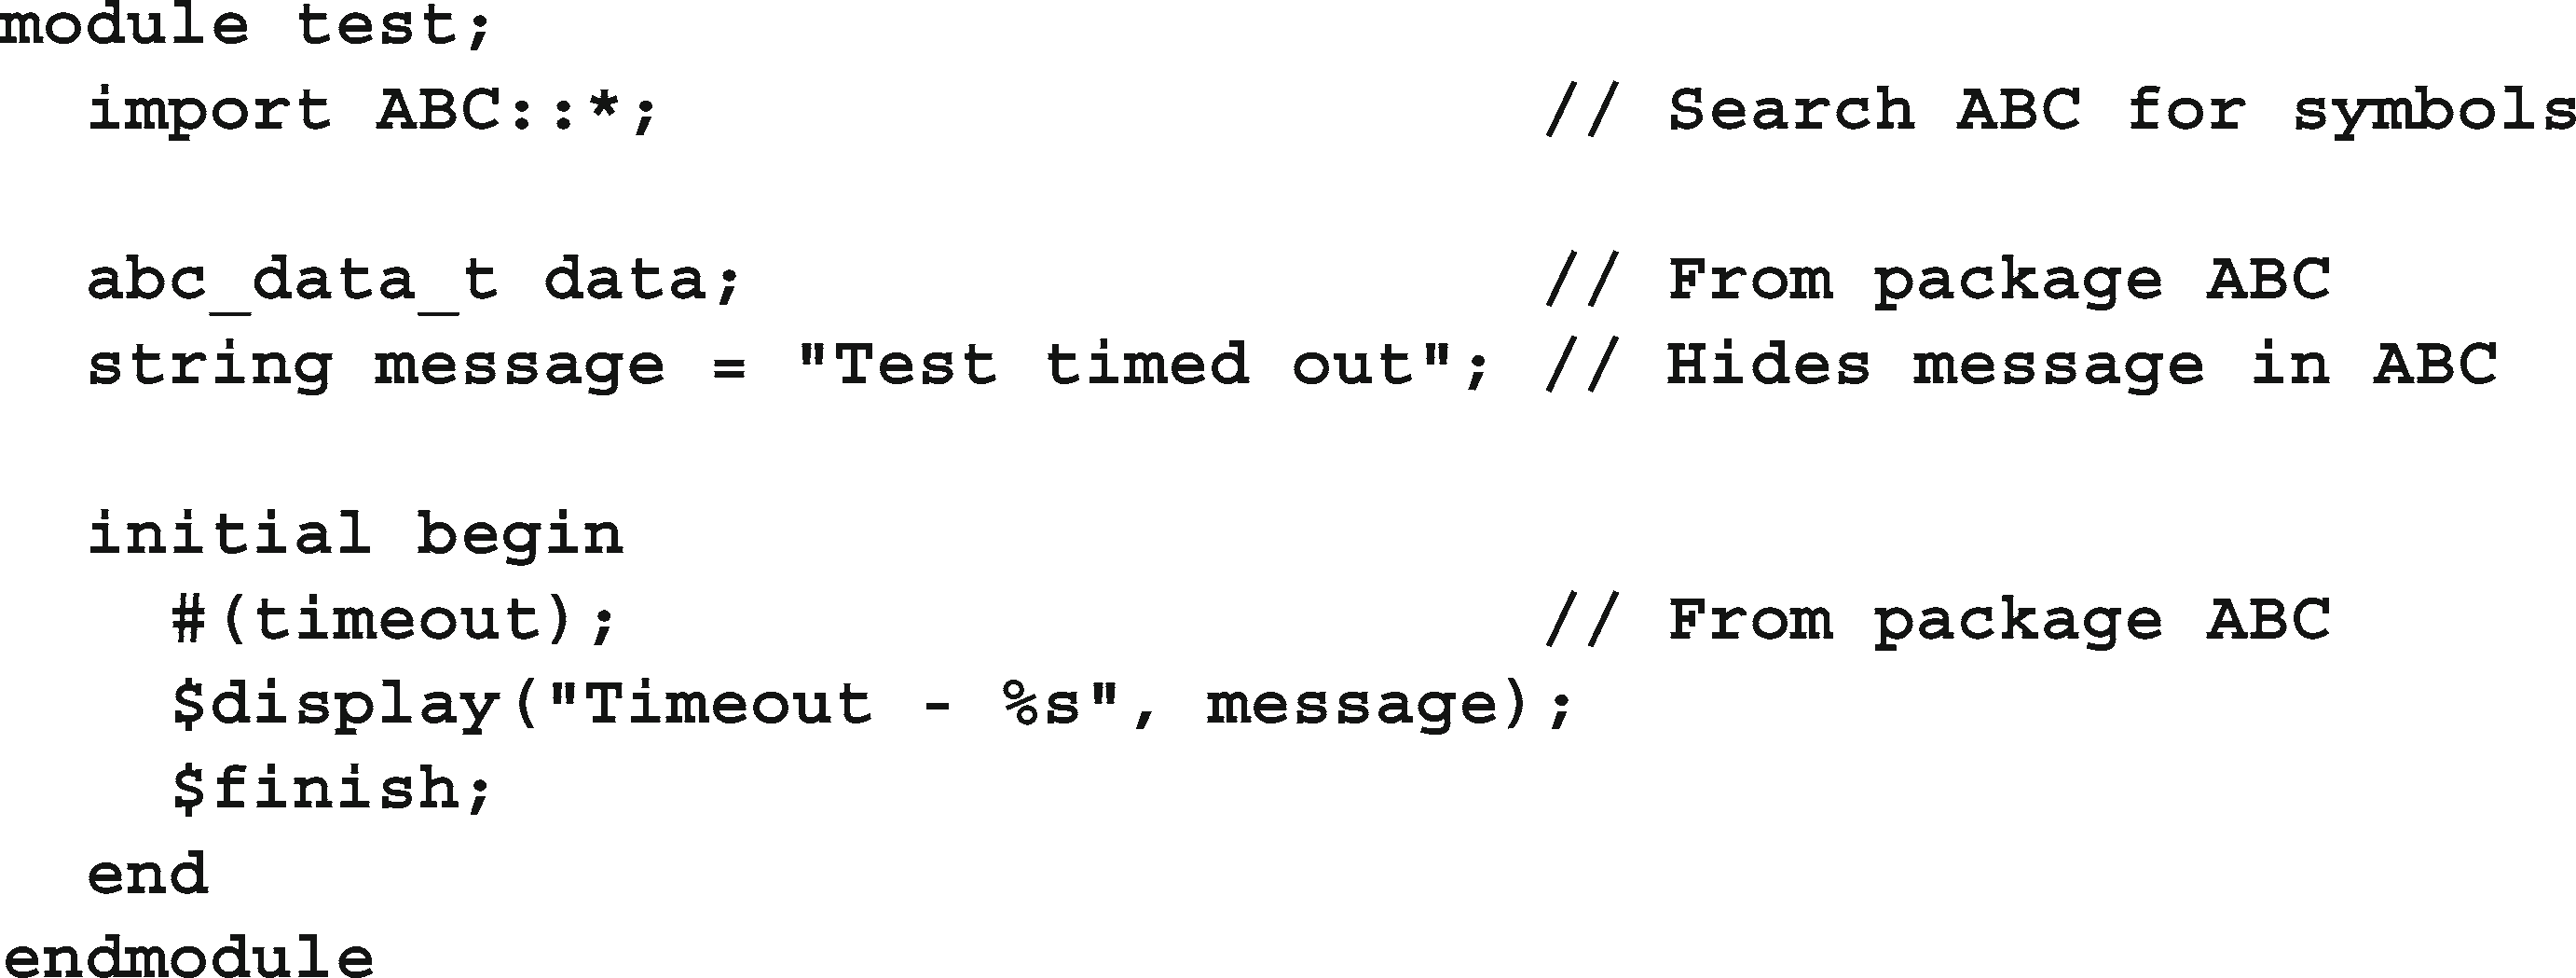 module test;
  import ABC::*;                     // Search ABC for symbols
  abc_data_t data;                   // From package ABC
  string message = "Test timed out"; // Hides message in ABC
  initial begin
    #(timeout);                      // From package ABC
    $display("Timeout - %s", message);
    $finish;
  end
endmodule